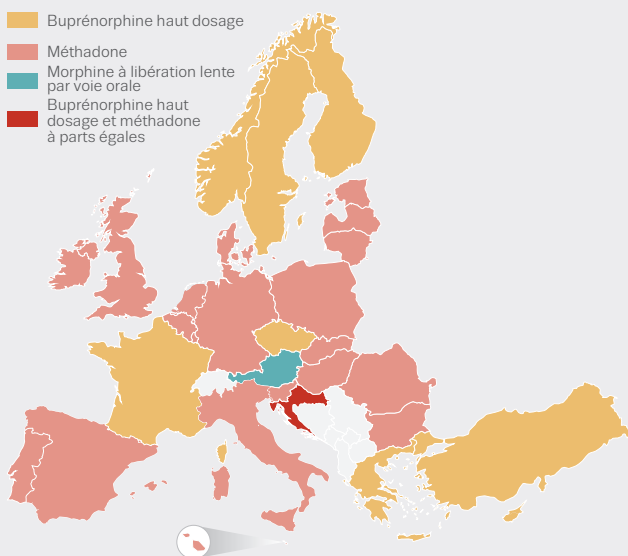 Buprénorphine haut dosage
Méthadone
Morphine à libération lente
par voie orale
Buprénorphine haut
dosage et méthadone
à parts égales